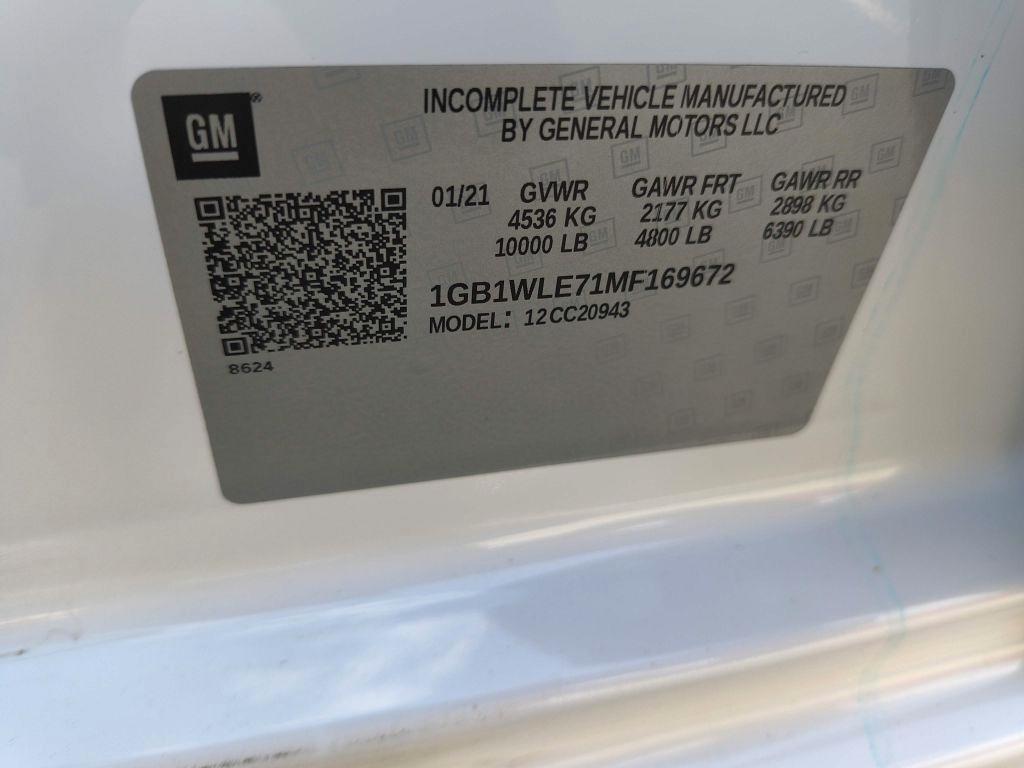 GM®
INCOMPLETE VEHICLE MANUFACTURED
BY GENERAL MOTORS LLC
01/21 GVWR GAWR FRT GAWR RR
4536 KG 2177 KG 2898 KG
10000 LB 4800 LB 6390 LB
1GB1WLE71MF169672
MODEL: 12CC20943
8624